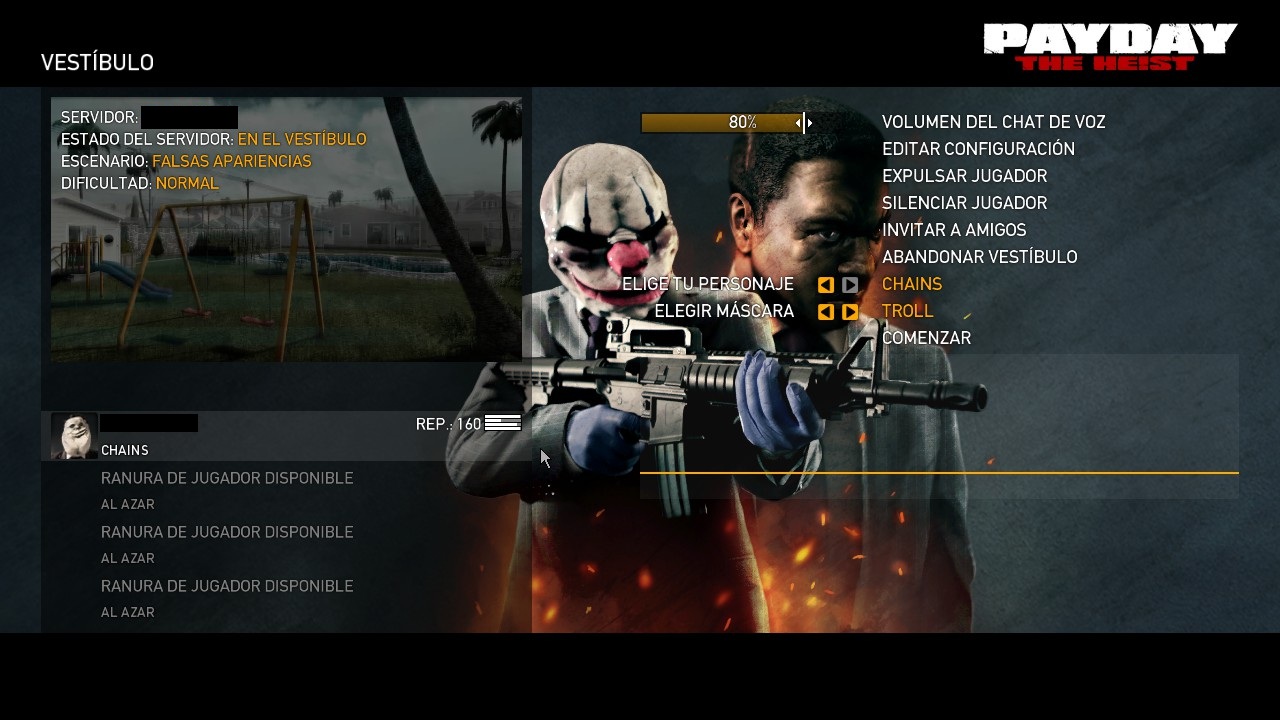 VESTÍBULO
PAYDAY
THE HEIST
SERVIDOR:
ESTADO DEL SERVIDOR: EN EL VESTÍBULO
ESCENARIO: FALSAS APARIENCIAS
DIFICULTAD: NORMAL
80% VOLUMEN DEL CHAT DE VOZ
EDITAR CONFIGURACIÓN
EXPULSAR JUGADOR
SILENCIAR JUGADOR
INVITAR A AMIGOS
ABANDONAR VESTÍBULO
ELIGE TU PERSONAJE CHAINS
ELEGIR MÁSCARA TROLL
COMENZAR
REP.: 160
CHAINS
RANURA DE JUGADOR DISPONIBLE
AL AZAR
RANURA DE JUGADOR DISPONIBLE
AL AZAR
RANURA DE JUGADOR DISPONIBLE
AL AZAR